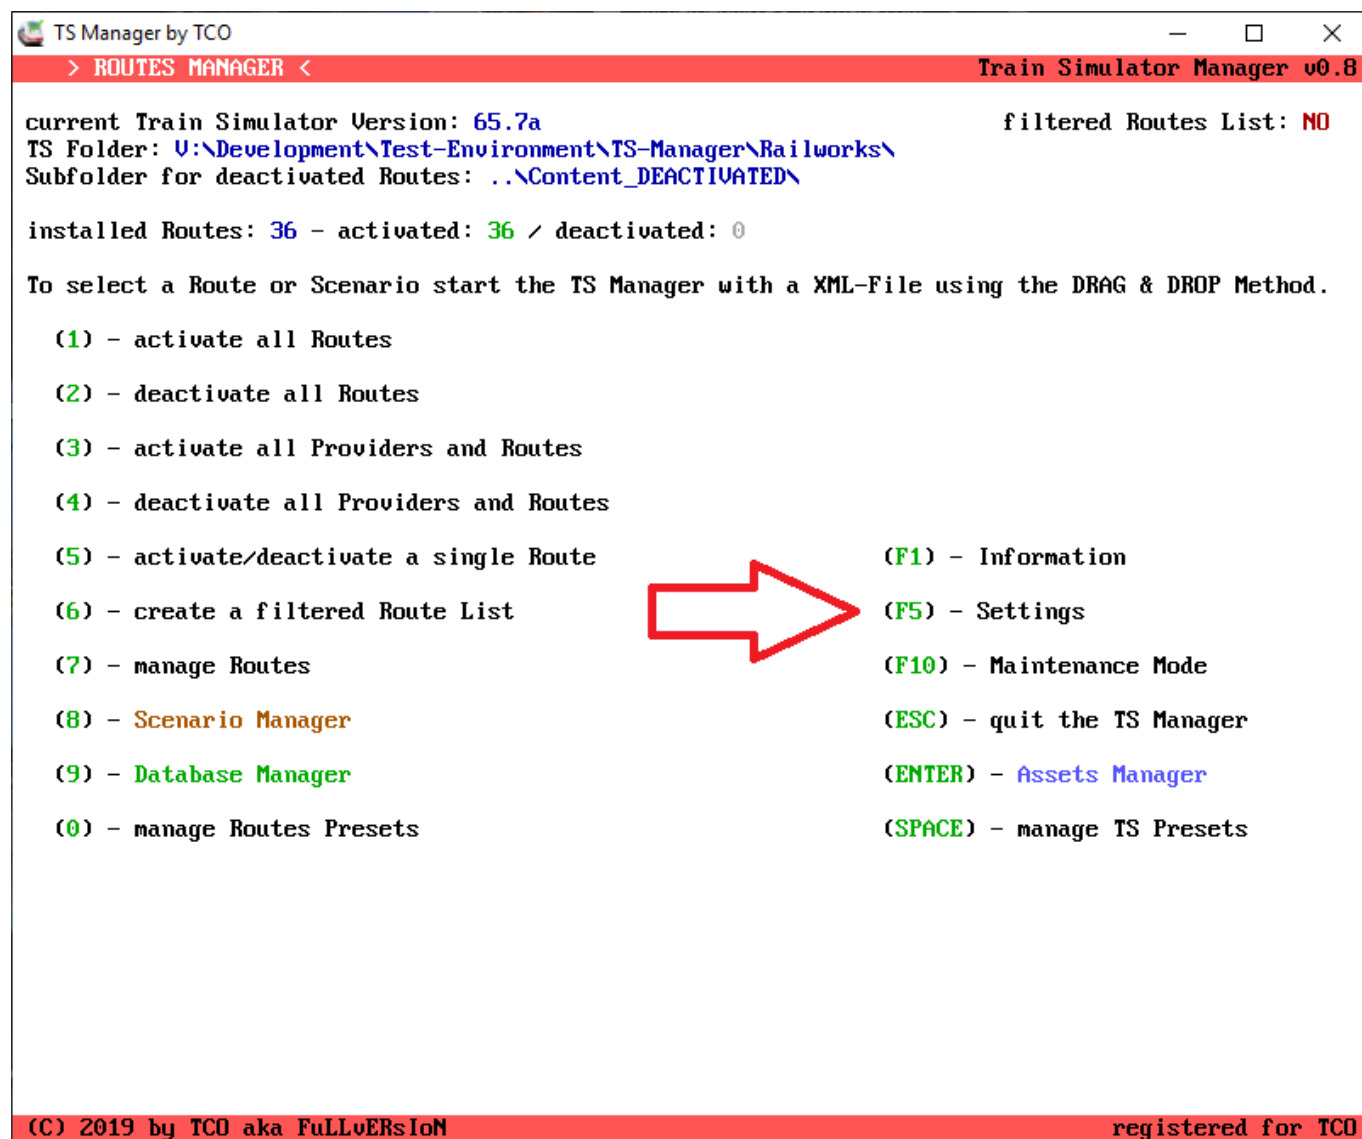 TS Manager by TCO
> ROUTES MANAGER < Train Simulator Manager v0.8
current Train Simulator Version: 65.7a filtered Routes List: NO
TS Folder: V:\Development\Test-Environment\TS-Manager\Railworks\
Subfolder for deactivated Routes: ..\Content_DEACTIVATED\
installed Routes: 36 - activated: 36 / deactivated: 0
To select a Route or Scenario start the TS Manager with a XML-File using the DRAG & DROP Method.
(1) - activate all Routes
(2) - deactivate all Routes
(3) - activate all Providers and Routes
(4) - deactivate all Providers and Routes
(5) - activate/deactivate a single Route (F1) - Information
(6) - create a filtered Route List (F5) - Settings
(7) - manage Routes (F10) - Maintenance Mode
(8) - Scenario Manager (ESC) - quit the TS Manager
(9) - Database Manager (ENTER) - Assets Manager
(0) - manage Routes Presets (SPACE) - manage TS Presets
(C) 2019 by TCO aka FuLLvERsIoN registered for TCO